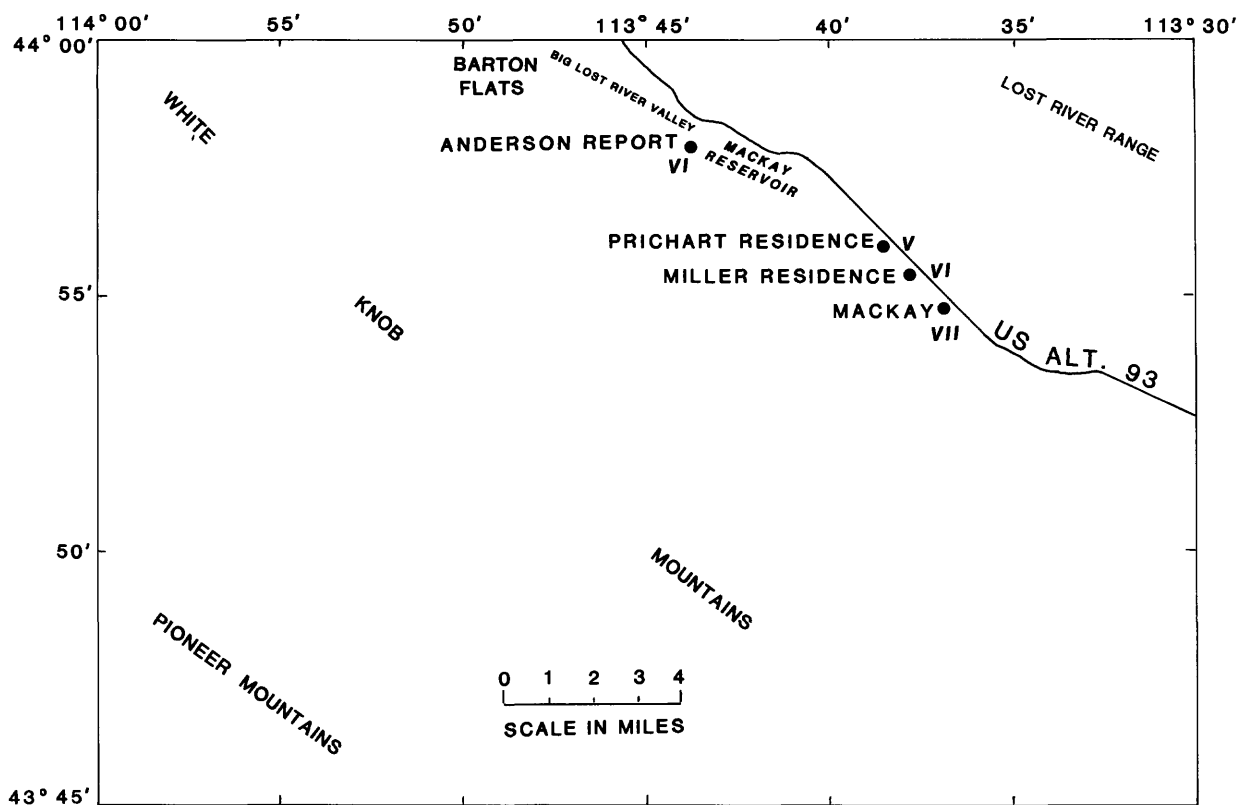 114° 00′ 55′ 50′ 113° 45′ 40′ 35′ 113° 30′
44° 00′
BARTON
FLATS
BIG LOST RIVER VALLEY
LOST RIVER RANGE
WHITE
ANDERSON REPORT
VI
MACKAY
RESERVOIR
PRICHART RESIDENCE V
MILLER RESIDENCE VI
55′
KNOB
MACKAY
VII
US ALT. 93
50′
MOUNTAINS
PIONEER MOUNTAINS
0 1 2 3 4
SCALE IN MILES
43° 45′